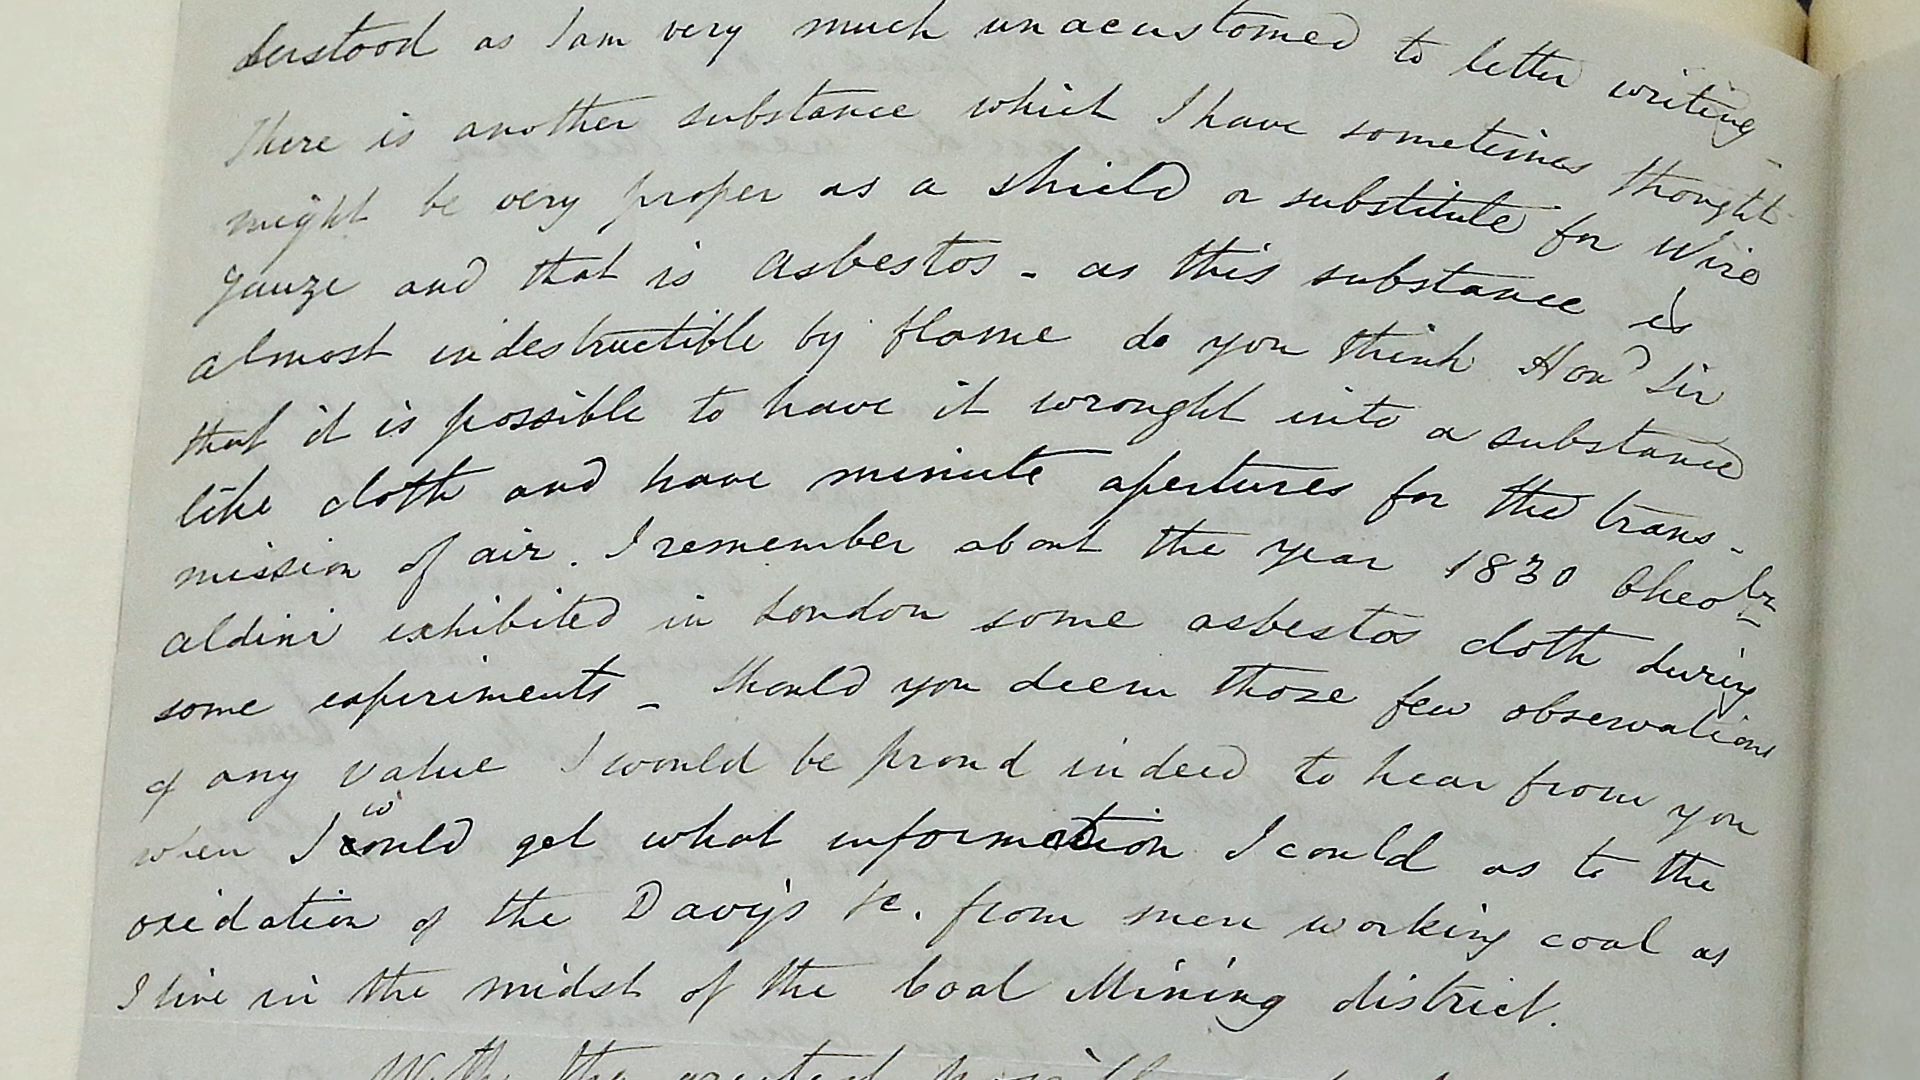 derstood as I am very much unaccustomed to letter writing -
There is another substance which I have sometimes thought
might be very proper as a shield or substitute for Wire
gauze and that is asbestos - as this substance is
almost indestructible by flame do you think Hond Sir
that it is possible to have it wrought into a substance
like cloth and have minute apertures for the trans-
mission of air. I remember about the year 1830 Chevlr
aldini exhibited in London some asbestos cloth during
some experiments - Should you deem those few observations
of any value I would be proud indeed to hear from you
when I would get what information I could as to the
oxidation of the Davys &c. from men working coal as
I live in the midst of the Coal Mining district.
With the greatest